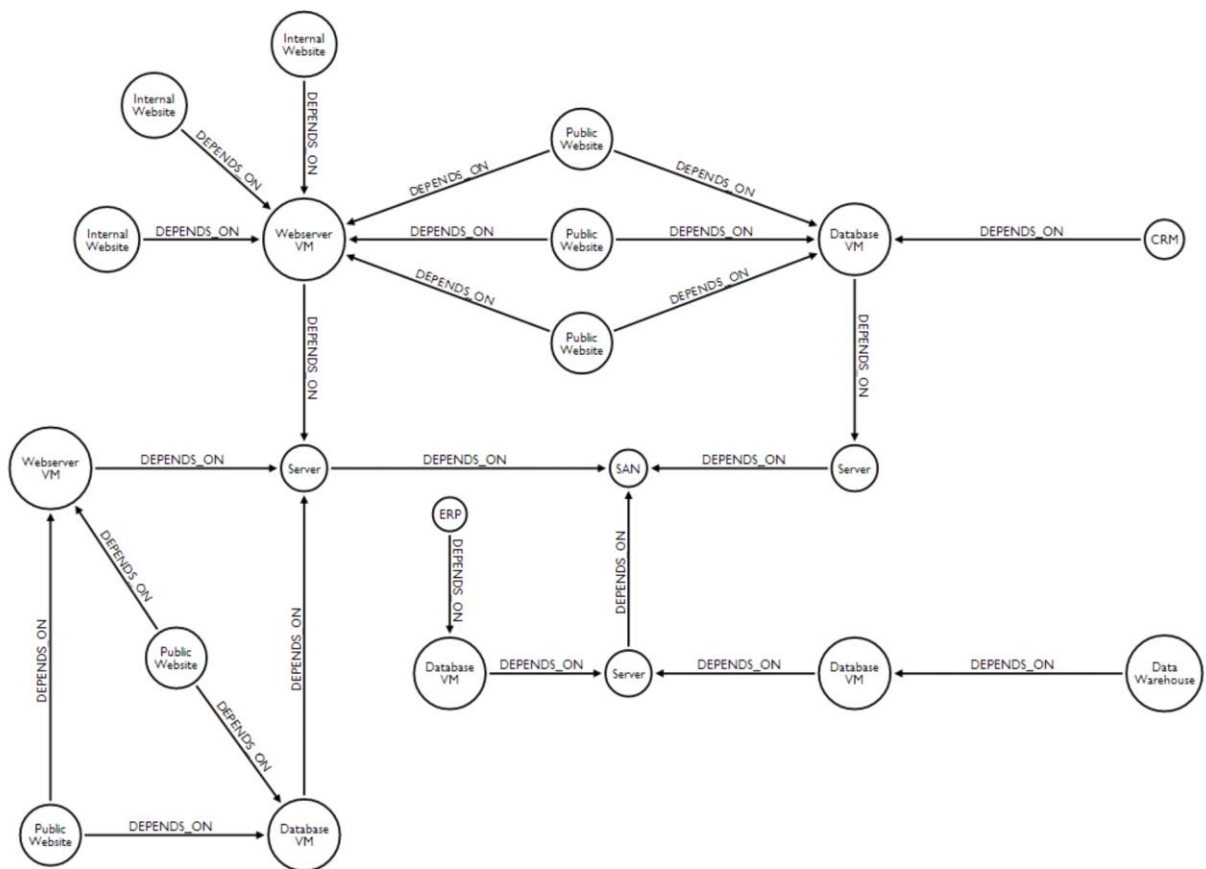 Internal
Website
Internal
Website
DEPENDS_ON
DEPENDS_ON
Public
Website
DEPENDS_ON
DEPENDS_ON
Internal
Website
DEPENDS_ON
Webserver
VM
DEPENDS_ON
Public
Website
DEPENDS_ON
Database
VM
DEPENDS_ON
CRM
DEPENDS_ON
DEPENDS_ON
Public
Website
DEPENDS_ON
DEPENDS_ON
Webserver
VM
DEPENDS_ON
Server
DEPENDS_ON
SAN
DEPENDS_ON
Server
ERP
DEPENDS_ON
DEPENDS_ON
DEPENDS_ON
DEPENDS_ON
DEPENDS_ON
Public
Website
Database
VM
DEPENDS_ON
Server
DEPENDS_ON
Database
VM
DEPENDS_ON
Data
Warehouse
DEPENDS_ON
Public
Website
DEPENDS_ON
Database
VM